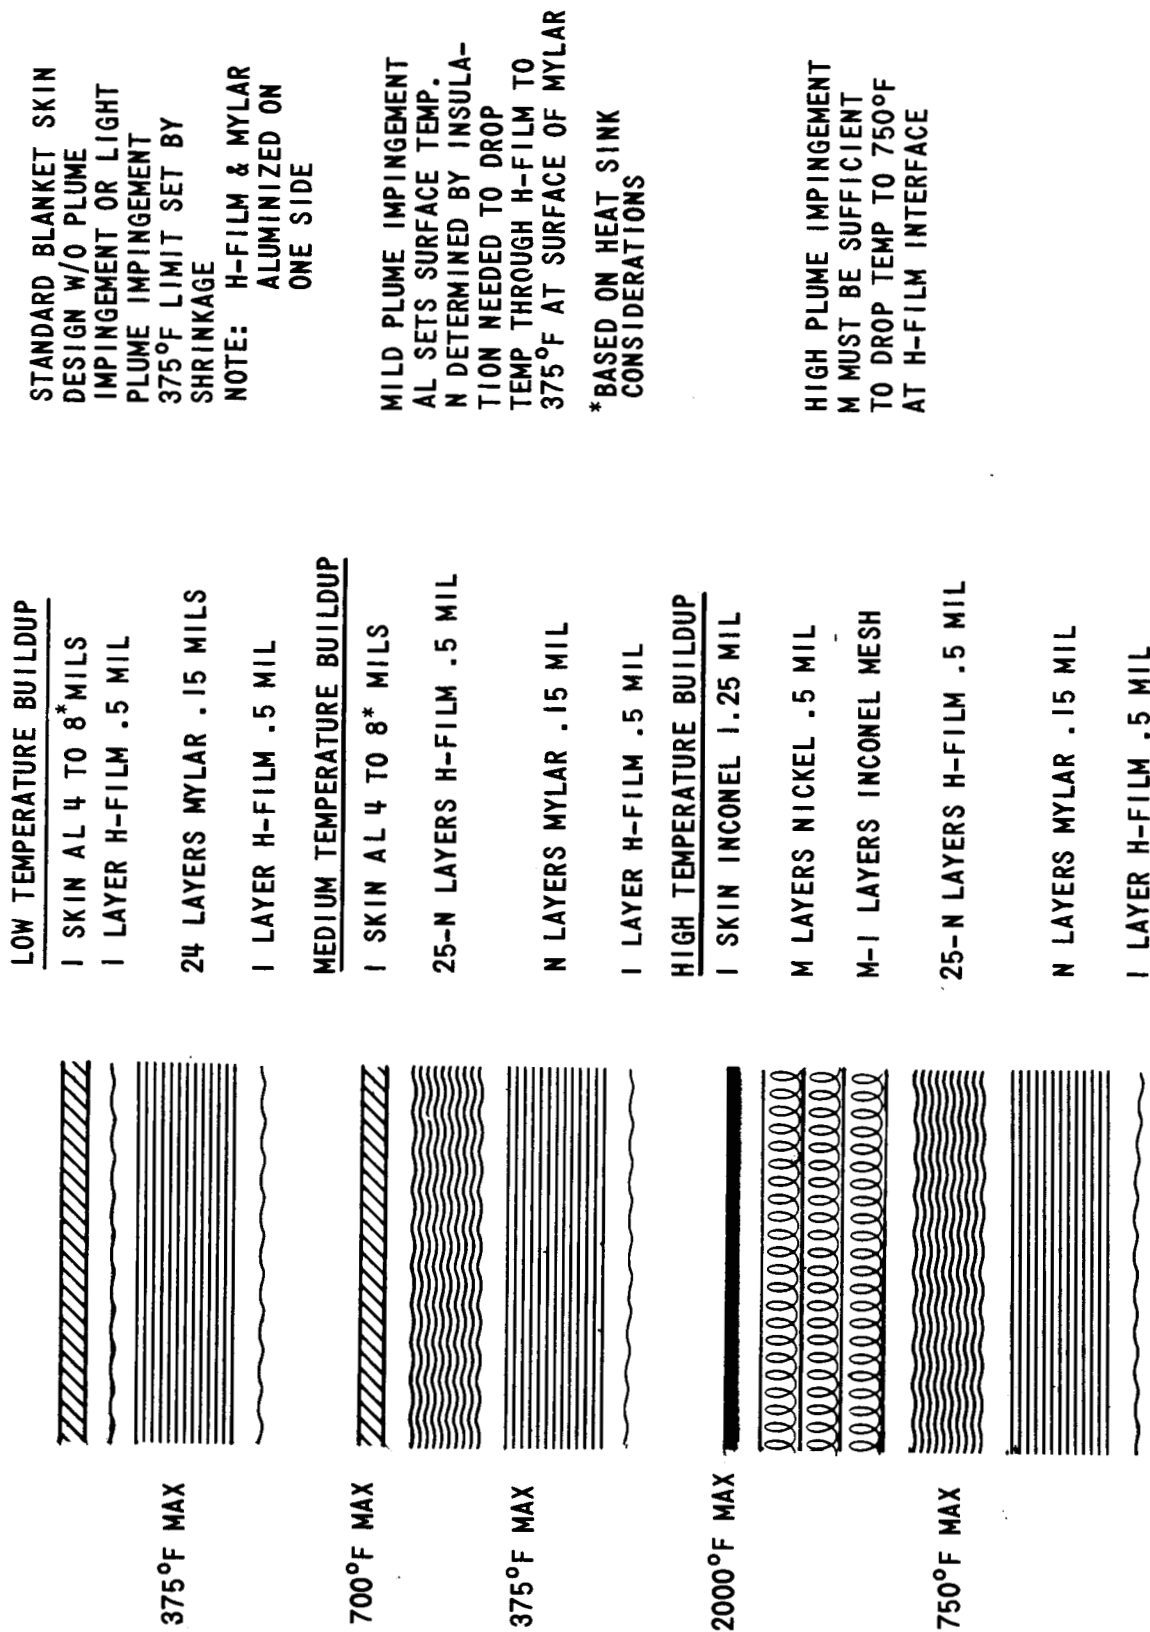 375°F MAX
LOW TEMPERATURE BUILDUP
1 SKIN AL 4 TO 8* MILS
1 LAYER H-FILM .5 MIL
24 LAYERS MYLAR .15 MILS
1 LAYER H-FILM .5 MIL
STANDARD BLANKET SKIN
DESIGN W/O PLUME
IMPINGEMENT OR LIGHT
PLUME IMPINGEMENT
375°F LIMIT SET BY
SHRINKAGE
NOTE: H-FILM & MYLAR
ALUMINIZED ON
ONE SIDE
700°F MAX
375°F MAX
MEDIUM TEMPERATURE BUILDUP
1 SKIN AL 4 TO 8* MILS
25-N LAYERS H-FILM .5 MIL
N LAYERS MYLAR .15 MIL
1 LAYER H-FILM .5 MIL
MILD PLUME IMPINGEMENT
AL SETS SURFACE TEMP.
N DETERMINED BY INSULA-
TION NEEDED TO DROP
TEMP THROUGH H-FILM TO
375°F AT SURFACE OF MYLAR
*BASED ON HEAT SINK
CONSIDERATIONS
2000°F MAX
750°F MAX
HIGH TEMPERATURE BUILDUP
1 SKIN INCONEL 1.25 MIL
M LAYERS NICKEL .5 MIL
M-1 LAYERS INCONEL MESH
25-N LAYERS H-FILM .5 MIL
N LAYERS MYLAR .15 MIL
1 LAYER H-FILM .5 MIL
HIGH PLUME IMPINGEMENT
M MUST BE SUFFICIENT
TO DROP TEMP TO 750°F
AT H-FILM INTERFACE